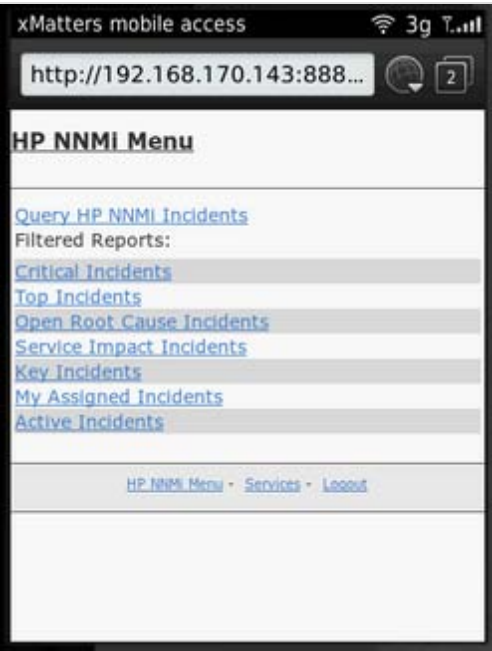 xMatters mobile access 3g
http://192.168.170.143:888... 2
HP NNMi Menu
Query HP NNMi Incidents
Filtered Reports:
Critical Incidents
Top Incidents
Open Root Cause Incidents
Service Impact Incidents
Key Incidents
My Assigned Incidents
Active Incidents
HP NNMi Menu - Services - Logout